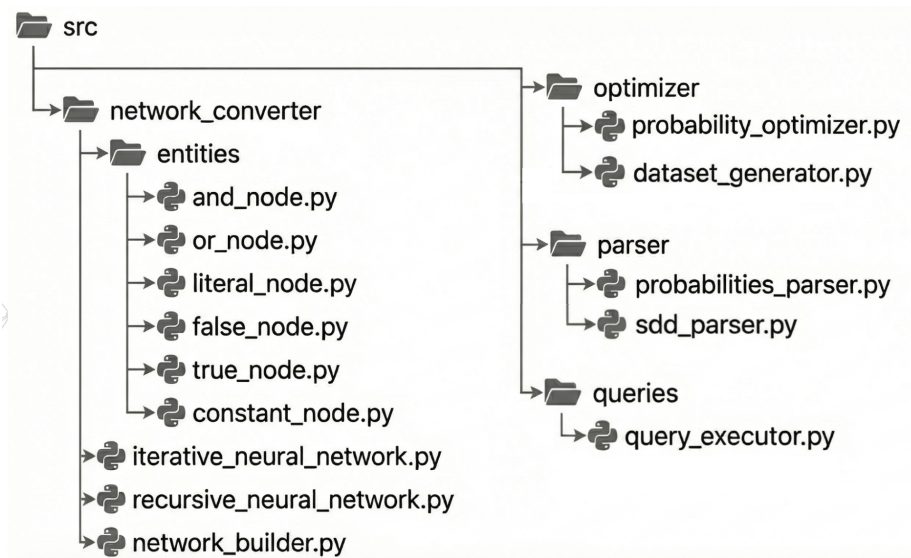 src
network_converter
entities
and_node.py
or_node.py
literal_node.py
false_node.py
true_node.py
constant_node.py
iterative_neural_network.py
recursive_neural_network.py
network_builder.py
optimizer
probability_optimizer.py
dataset_generator.py
parser
probabilities_parser.py
sdd_parser.py
queries
query_executor.py